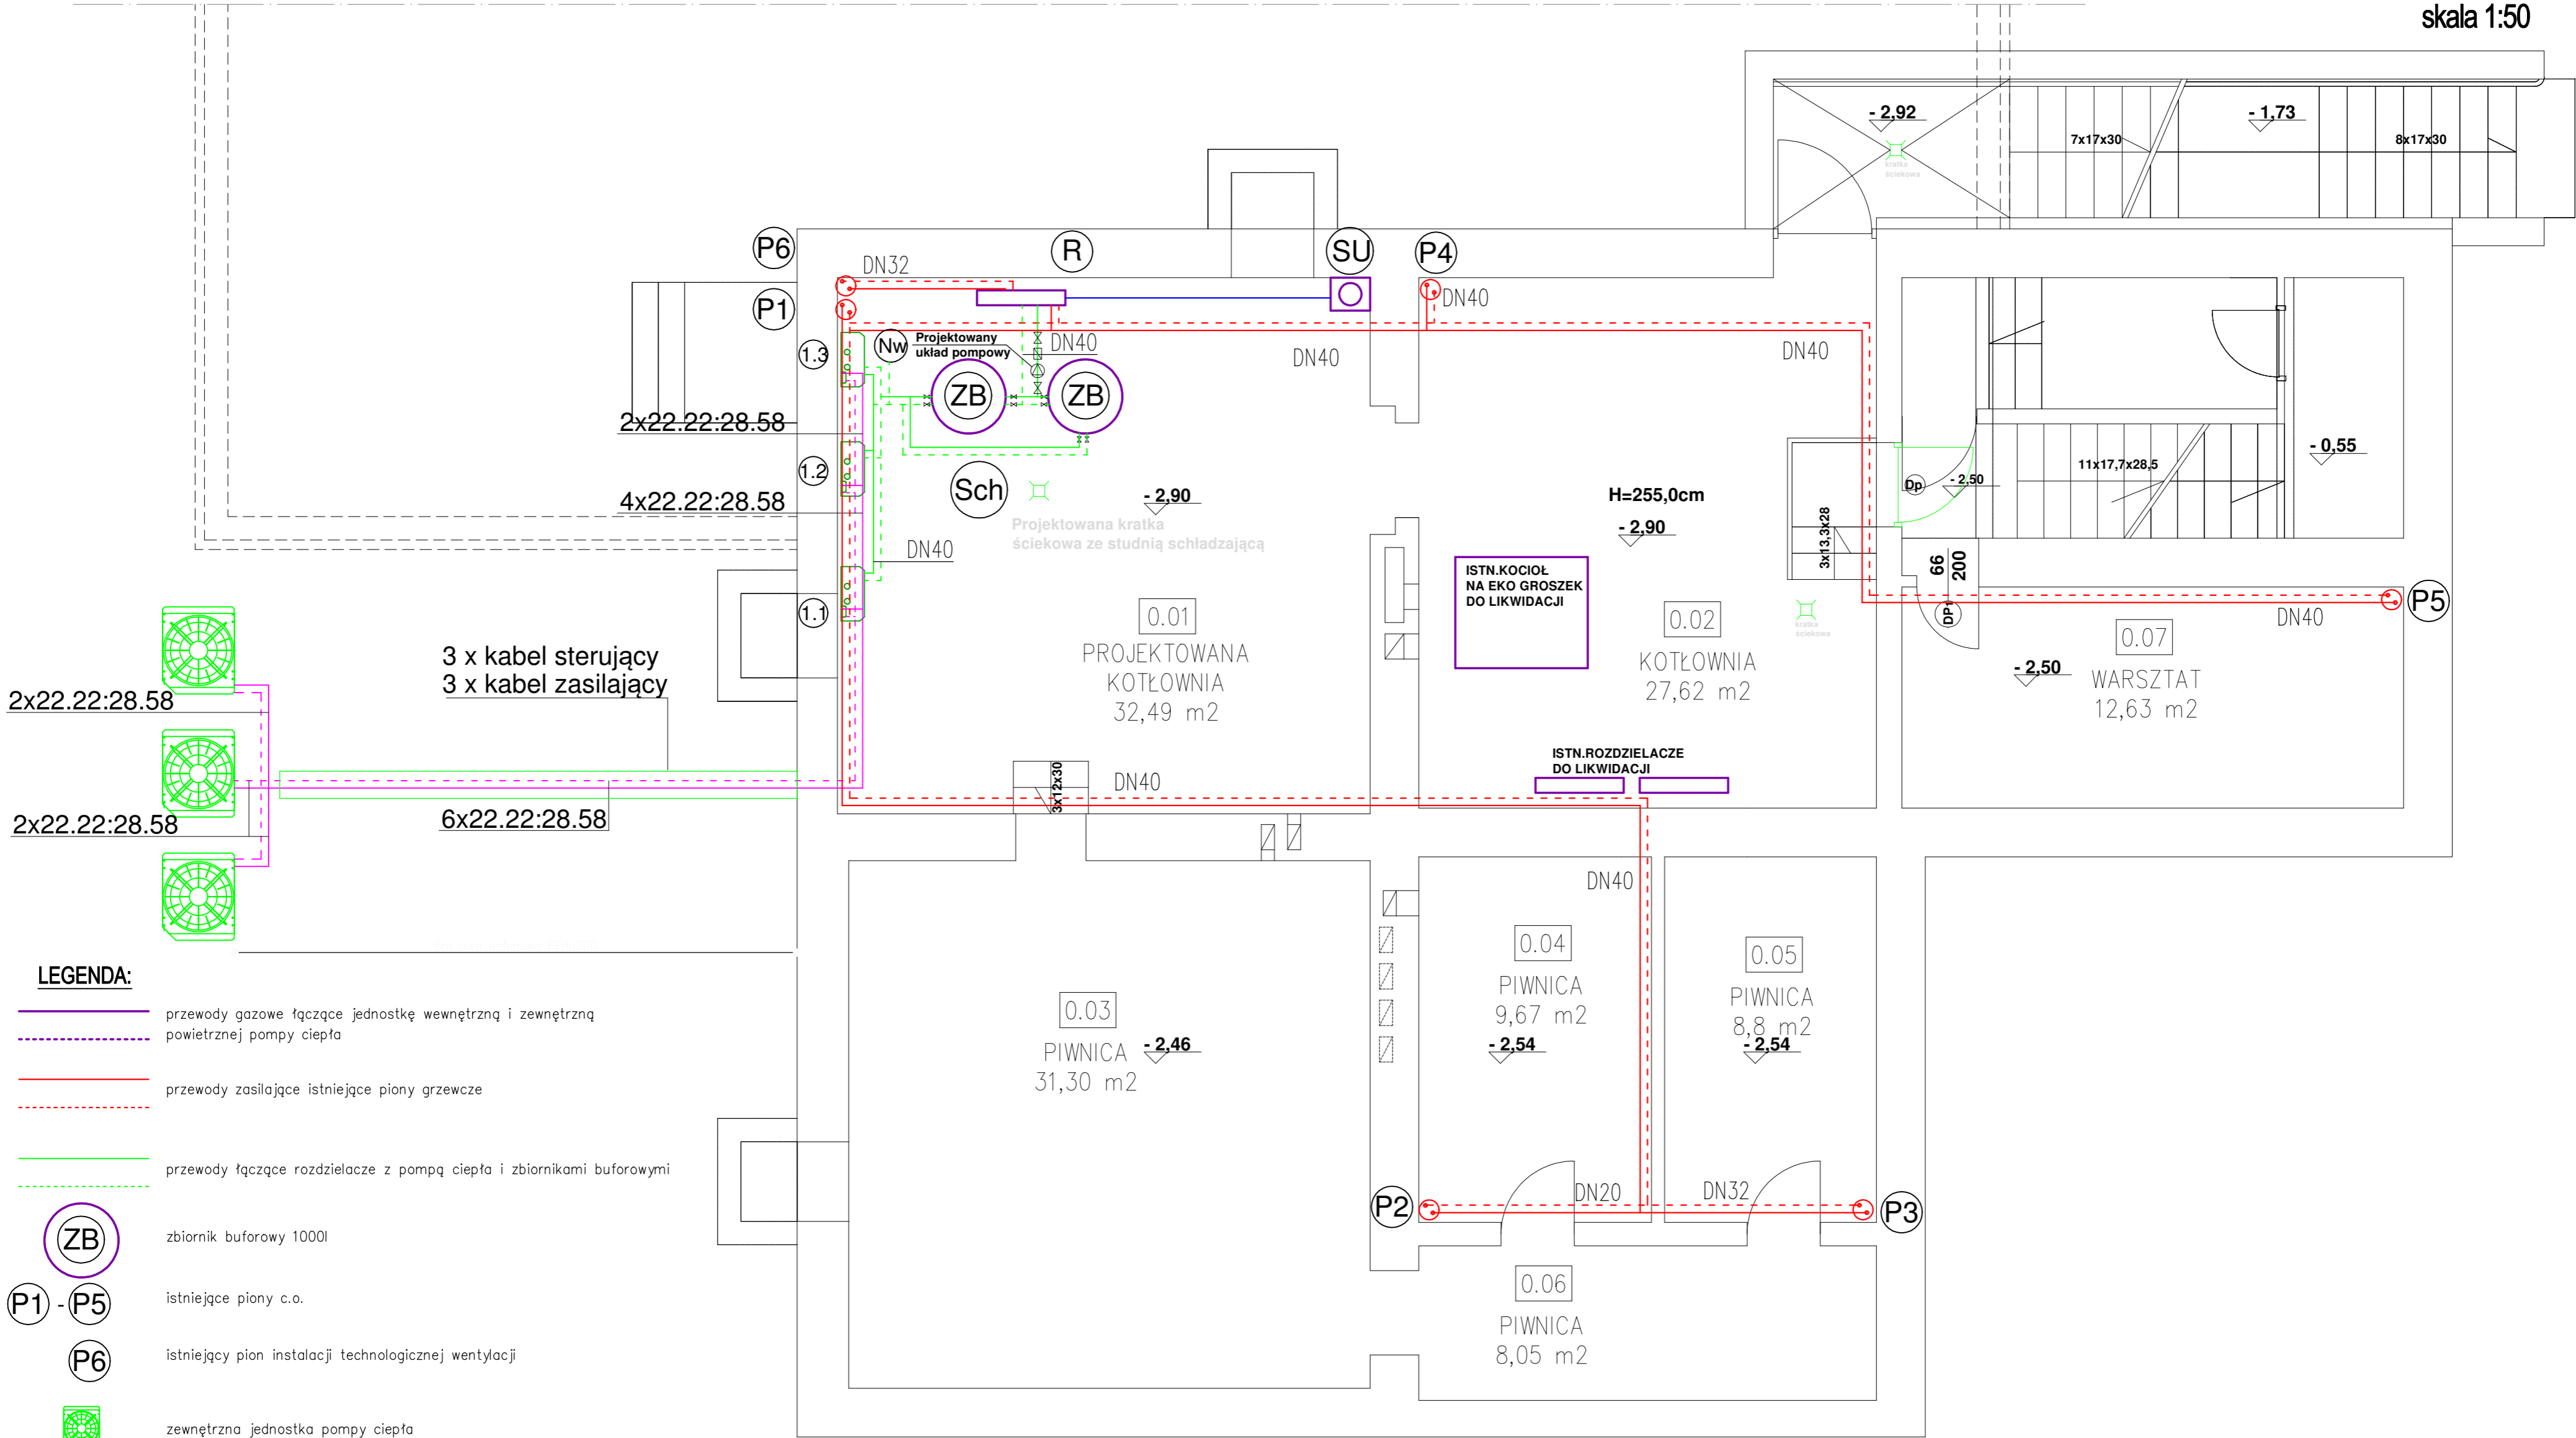 skala 1:50
- 2,92
- 1,73
7x17x30
8x17x30
kratka
ściekowa
P6
R
SU
P4
DN32
P1
DN40
1.3
Nw
Projektowany
układ pompowy
DN40
DN40
DN40
ZB
ZB
2x22.22:28.58
1.2
- 0,55
11x17,7x28,5
4x22.22:28.58
Sch
- 2,90
H=255,0cm
Dp
- 2,50
Projektowana kratka
ściekowa ze studnią schładzającą
- 2,90
3x13,3x28
DN40
66
200
ISTN.KOCIOŁ
NA EKO GROSZEK
DO LIKWIDACJI
1.1
0.01
PROJEKTOWANA
KOTŁOWNIA
32,49 m2
0.02
KOTŁOWNIA
27,62 m2
kratka
ściekowa
DP1
DN40
P5
0.07
WARSZTAT
12,63 m2
- 2,50
3 x kabel sterujący
3 x kabel zasilający
2x22.22:28.58
ISTN.ROZDZIELACZE
DO LIKWIDACJI
3x12x30
DN40
2x22.22:28.58
6x22.22:28.58
DN40
0.04
PIWNICA
9,67 m2
- 2,54
0.05
PIWNICA
8,8 m2
- 2,54
0.03
PIWNICA
31,30 m2
- 2,46
LEGENDA:
przewody gazowe łączące jednostkę wewnętrzną i zewnętrzną
powietrznej pompy ciepła
przewody zasilające istniejące piony grzewcze
przewody łączące rozdzielacze z pompą ciepła i zbiornikami buforowymi
P2
DN20
DN32
P3
ZB
zbiornik buforowy 1000l
0.06
PIWNICA
8,05 m2
P1 - P5
istniejące piony c.o.
P6
istniejący pion instalacji technologicznej wentylacji
zewnętrzna jednostka pompy ciepła